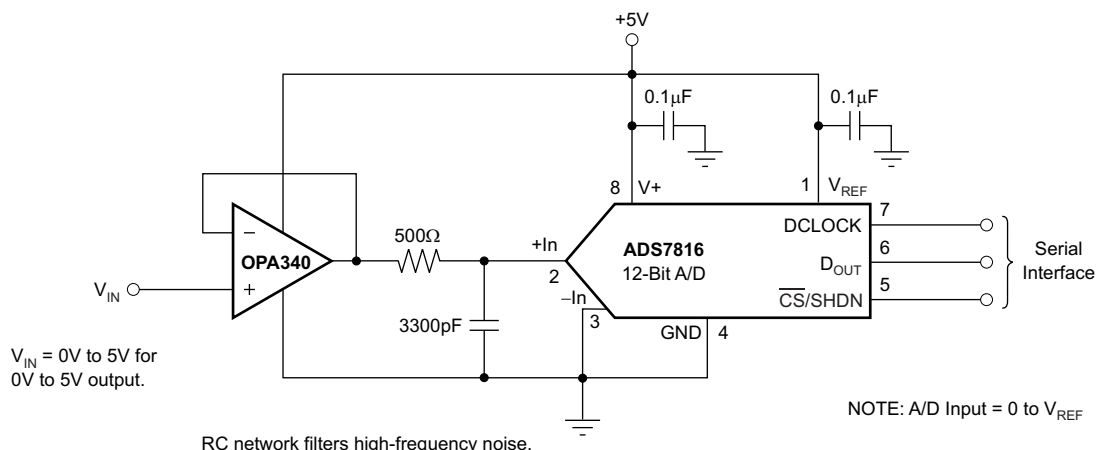 +5V
0.1μF
0.1μF
8
V+
1
V_REF
−
OPA340
+
V_IN
500Ω
+In
2
ADS7816
12-Bit A/D
−In
3
3300pF
GND
4
DCLOCK
7
D_OUT
6
C̅S̅/SHDN
5
Serial
Interface
V_IN = 0V to 5V for
0V to 5V output.
NOTE: A/D Input = 0 to V_REF
RC network filters high-frequency noise.